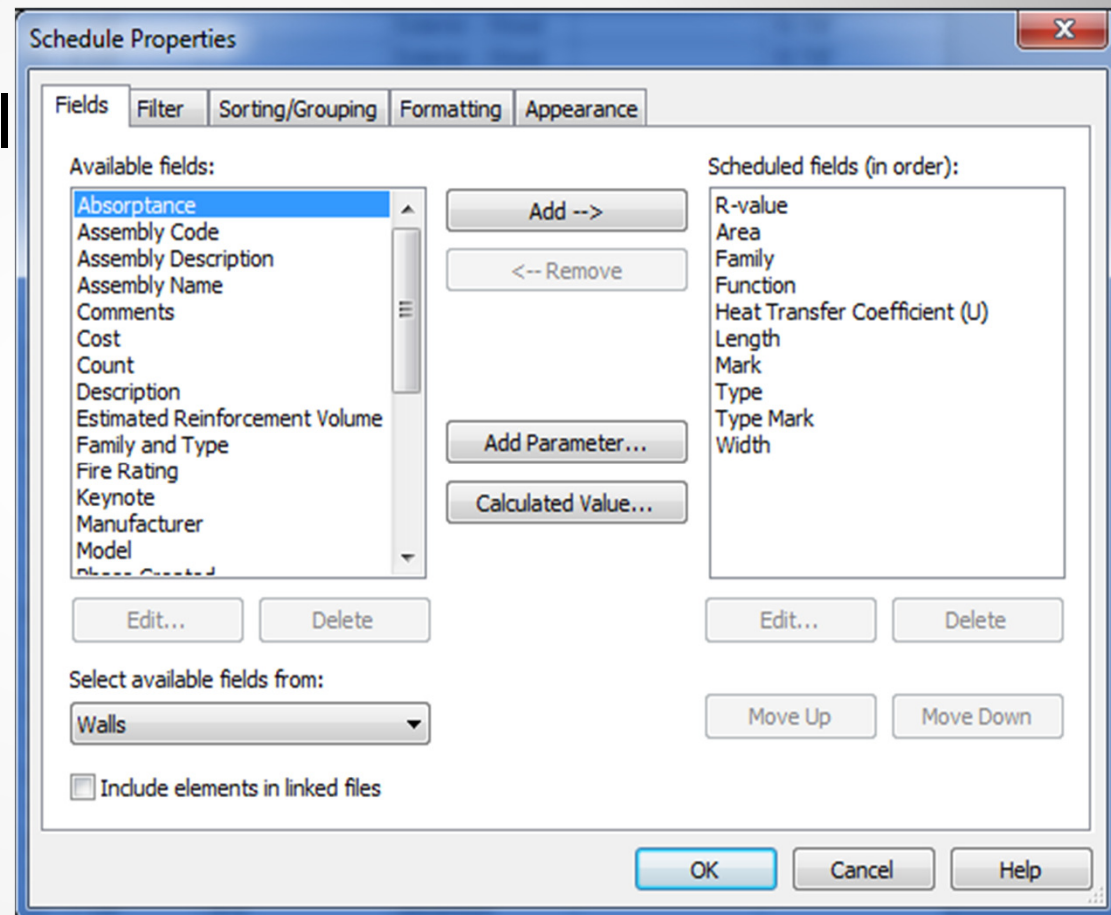 Schedule Properties
Fields
Filter
Sorting/Grouping
Formatting
Appearance
Available fields:
Absorptance
Assembly Code
Assembly Description
Assembly Name
Comments
Cost
Count
Description
Estimated Reinforcement Volume
Family and Type
Fire Rating
Keynote
Manufacturer
Model
Add -->
<-- Remove
Add Parameter...
Calculated Value...
Scheduled fields (in order):
R-value
Area
Family
Function
Heat Transfer Coefficient (U)
Length
Mark
Type
Type Mark
Width
Edit...
Delete
Edit...
Delete
Select available fields from:
Walls
Move Up
Move Down
Include elements in linked files
OK
Cancel
Help